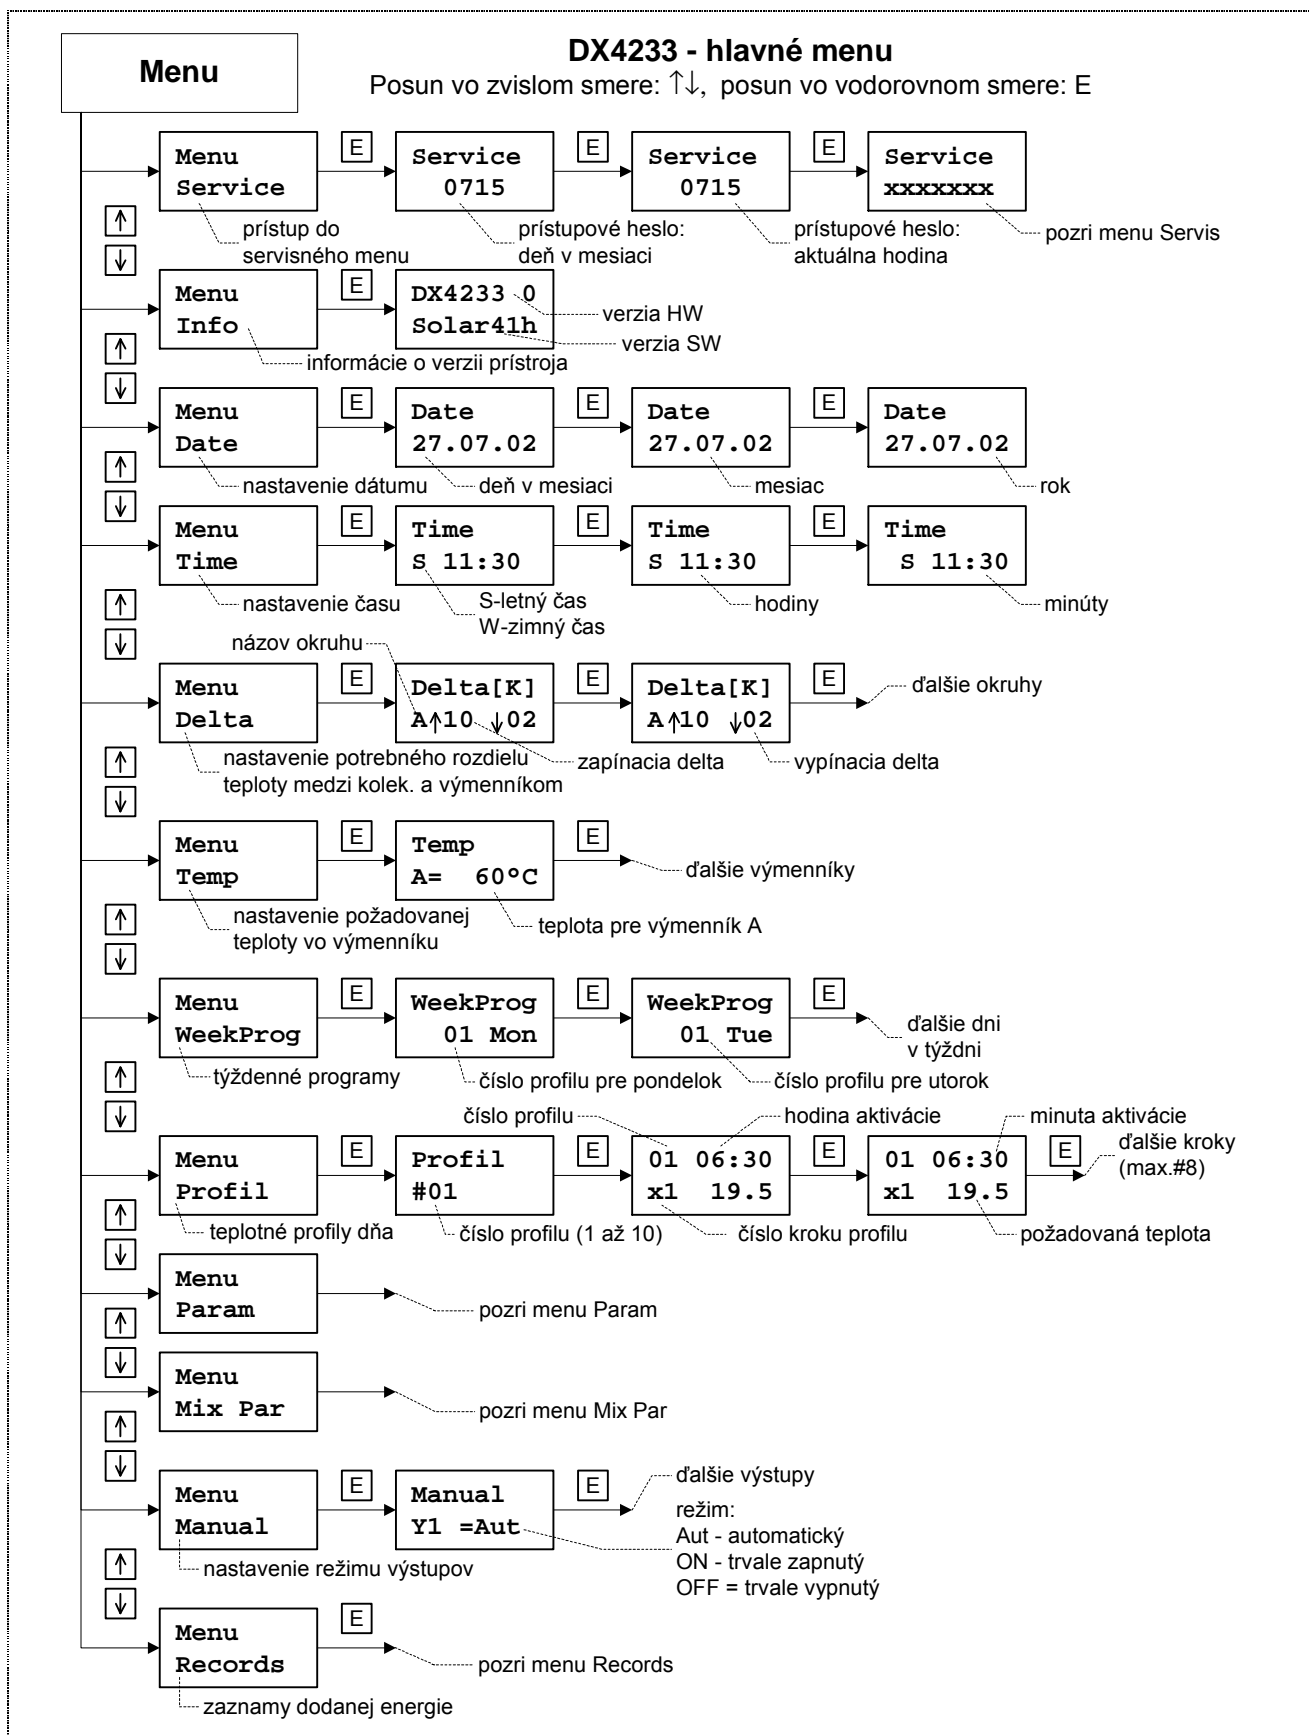 Menu
DX4233 - hlavné menu
Posun vo zvislom smere: ↑↓, posun vo vodorovnom smere: E
Menu
Service
E
Service
0715
E
Service
0715
E
Service
xxxxxxx
prístup do
servisného menu
prístupové heslo:
deň v mesiaci
prístupové heslo:
aktuálna hodina
pozri menu Servis
↑
↓
Menu
Info
E
DX4233 0
Solar41h
verzia HW
verzia SW
informácie o verzii prístroja
↑
↓
Menu
Date
E
Date
27.07.02
E
Date
27.07.02
E
Date
27.07.02
nastavenie dátumu
deň v mesiaci
mesiac
rok
↑
↓
Menu
Time
E
Time
S 11:30
E
Time
S 11:30
E
Time
S 11:30
nastavenie času
S-letný čas
W-zimný čas
hodiny
minúty
↑
↓
názov okruhu
Menu
Delta
E
Delta[K]
A↑10 ↓02
E
Delta[K]
A↑10 ↓02
E
ďalšie okruhy
nastavenie potrebného rozdielu
teploty medzi kolek. a výmenníkom
zapínacia delta
vypínacia delta
↑
↓
Menu
Temp
E
Temp
A= 60°C
E
ďalšie výmenníky
nastavenie požadovanej
teploty vo výmenníku
teplota pre výmenník A
↑
↓
Menu
WeekProg
E
WeekProg
01 Mon
E
WeekProg
01 Tue
E
ďalšie dni
v týždni
týždenné programy
číslo profilu pre pondelok
číslo profilu pre utorok
↑
↓
číslo profilu
hodina aktivácie
minuta aktivácie
Menu
Profil
E
Profil
#01
E
01 06:30
x1 19.5
E
01 06:30
x1 19.5
E
ďalšie kroky
(max.#8)
teplotné profily dňa
číslo profilu (1 až 10)
číslo kroku profilu
požadovaná teplota
↑
↓
Menu
Param
pozri menu Param
↑
↓
Menu
Mix Par
pozri menu Mix Par
↑
↓
Menu
Manual
E
Manual
Y1 =Aut
E
ďalšie výstupy
režim:
Aut - automatický
ON - trvale zapnutý
OFF = trvale vypnutý
nastavenie režimu výstupov
↑
↓
Menu
Records
E
pozri menu Records
zaznamy dodanej energie